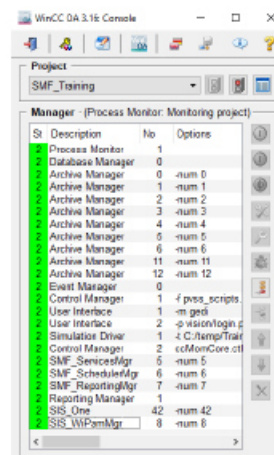 WinCC OA 3.16: Console
Project
SMF_Training
Manager - (Process Monitor: Monitoring project)
St Description No Options
2 Process Monitor 1
2 Database Manager 0
2 Archive Manager 0 -num 0
2 Archive Manager 1 -num 1
2 Archive Manager 2 -num 2
2 Archive Manager 3 -num 3
2 Archive Manager 4 -num 4
2 Archive Manager 5 -num 5
2 Archive Manager 6 -num 6
2 Archive Manager 11 -num 11
2 Archive Manager 12 -num 12
2 Event Manager 0
2 Control Manager 1 -f pvss_scripts.
2 User Interface 1 -m gedi
2 User Interface 2 -p vision/login.p
2 Simulation Driver 1 -t C:/temp/Train
2 Control Manager 2 ccMomCore.ctl
2 SMF_ServicesMgr 5 -num 5
2 SMF_SchedulerMgr 6 -num 6
2 SMF_ReportingMgr 7 -num 7
2 Reporting Manager 1
2 SIS_One 42 -num 42
2 SIS_WiPamMgr 8 -num 8